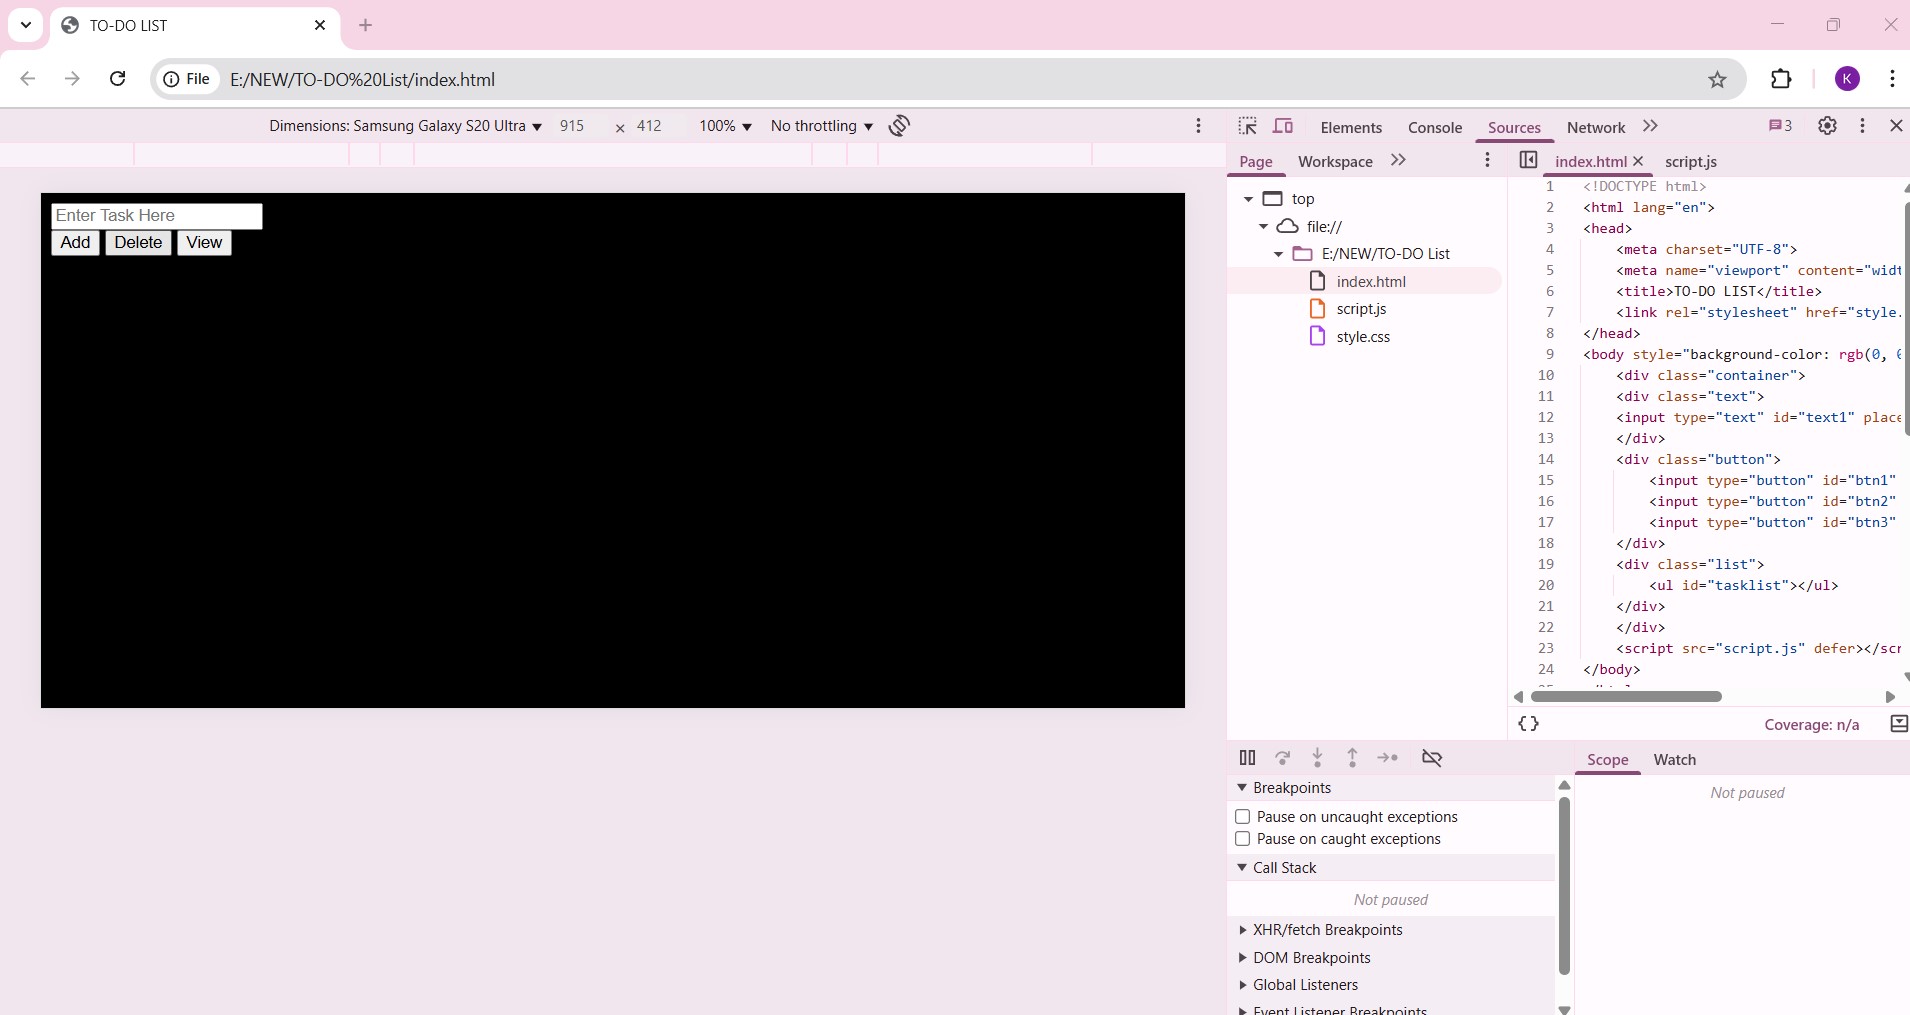 TO-DO LIST
File E:/NEW/TO-DO%20List/index.html
K
Dimensions: Samsung Galaxy S20 Ultra 915 x 412 100% No throttling
Enter Task Here
Add Delete View
Elements Console Sources Network 3
Page Workspace
top
file://
E:/NEW/TO-DO List
index.html
script.js
style.css
index.html script.js
1 <!DOCTYPE html>
2 <html lang="en">
3 <head>
4 <meta charset="UTF-8">
5 <meta name="viewport" content="widt
6 <title>TO-DO LIST</title>
7 <link rel="stylesheet" href="style.
8 </head>
9 <body style="background-color: rgb(0,
10 <div class="container">
11 <div class="text">
12 <input type="text" id="text1" place
13 </div>
14 <div class="button">
15 <input type="button" id="btn1"
16 <input type="button" id="btn2"
17 <input type="button" id="btn3"
18 </div>
19 <div class="list">
20 <ul id="tasklist"></ul>
21 </div>
22 </div>
23 <script src="script.js" defer></scr
24 </body>
{} Coverage: n/a
Breakpoints
Pause on uncaught exceptions
Pause on caught exceptions
Call Stack
Not paused
XHR/fetch Breakpoints
DOM Breakpoints
Global Listeners
Event Listener Breakpoints
Scope Watch
Not paused